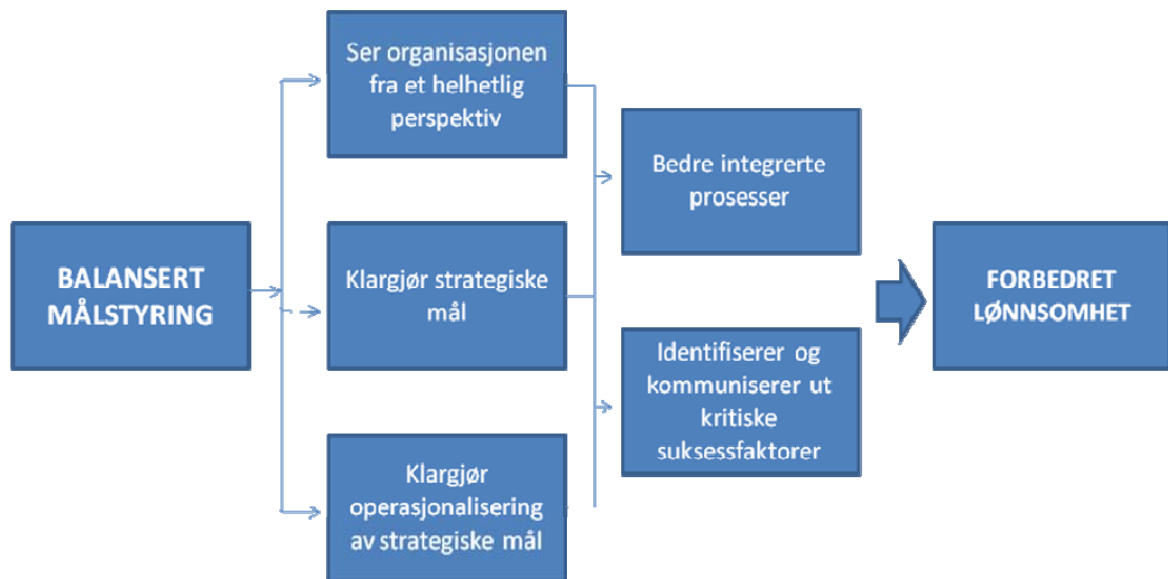 BALANSERT
MÅLSTYRING
Ser organisasjonen
fra et helhetlig
perspektiv
Klargjør strategiske
mål
Klargjør
operasjonalisering
av strategiske mål
Bedre integrerte
prosesser
Identifiserer og
kommuniserer ut
kritiske
suksessfaktorer
FORBEDRET
LØNNSOMHET